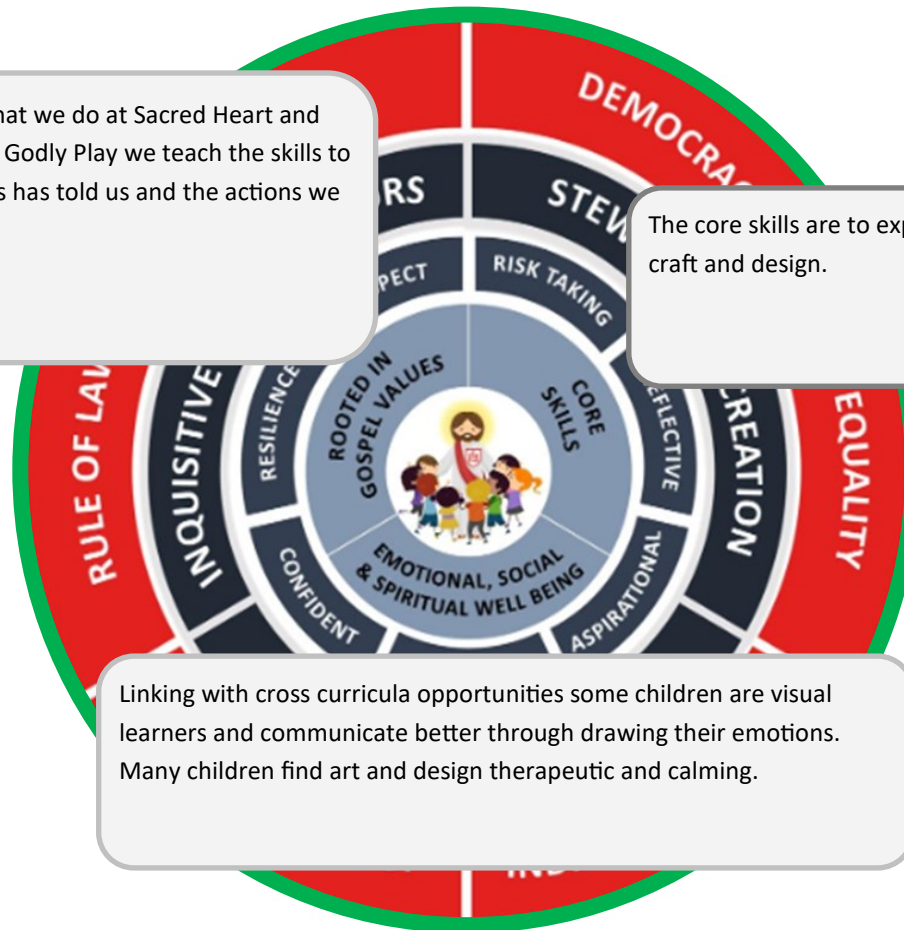 hat we do at Sacred Heart and
Godly Play we teach the skills to
s has told us and the actions we
The core skills are to exp
craft and design.
DEMOCRAC
RS
STEW
PECT
RISK TAKING
RULE OF LAW
INQUISITIVE
RESILIENCE
ROOTED IN
GOSPEL VALUES
CORE
SKILLS
EFLECTIVE
CREATION
EQUALITY
CONFIDENT
EMOTIONAL, SOCIAL
& SPIRITUAL WELL BEING
ASPIRATIONAL
Linking with cross curricula opportunities some children are visual
learners and communicate better through drawing their emotions.
Many children find art and design therapeutic and calming.